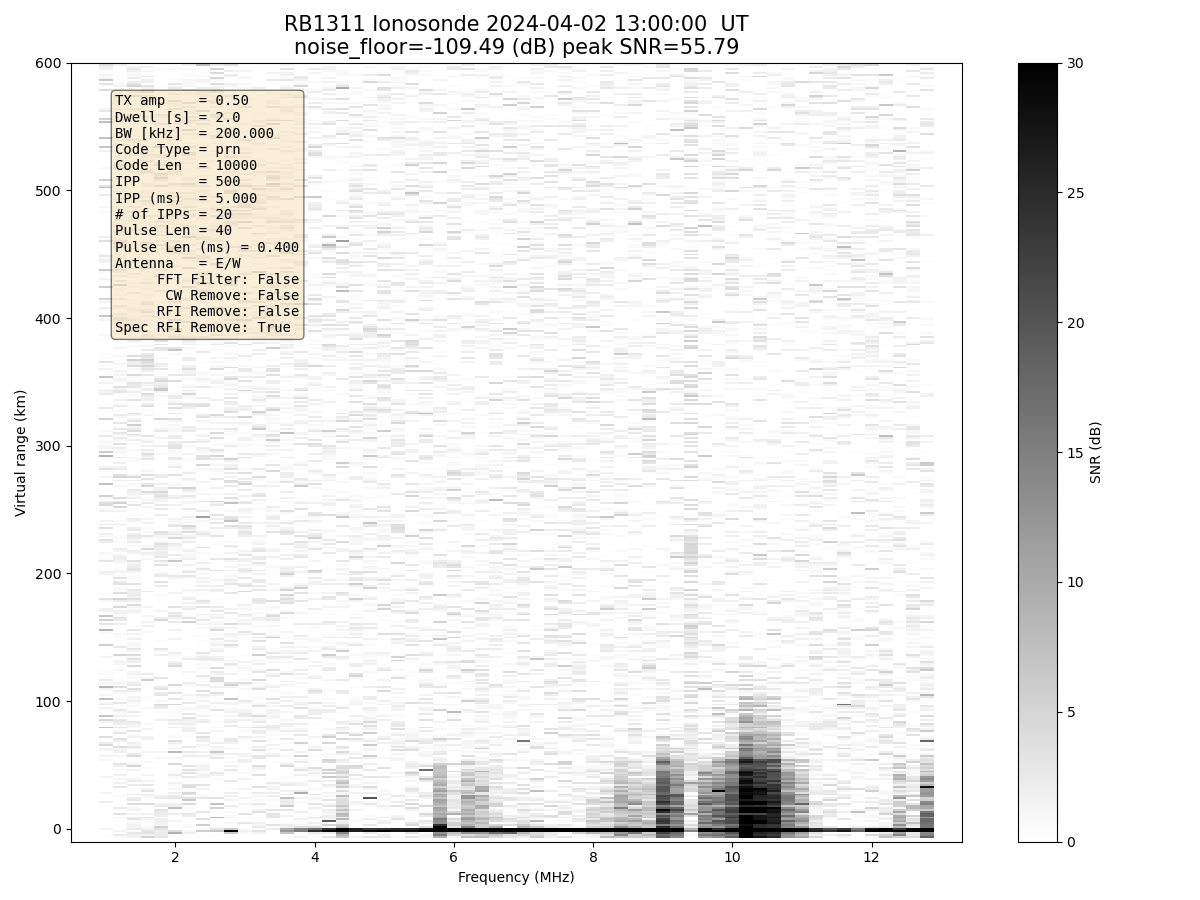 RB1311 Ionosonde 2024-04-02 13:00:00  UT
noise_floor=-109.49 (dB) peak SNR=55.79
600
500
400
300
200
100
0
Virtual range (km)
TX amp    = 0.50
Dwell [s] = 2.0
BW [kHz]  = 200.000
Code Type = prn
Code Len  = 10000
IPP       = 500
IPP (ms)  = 5.000
# of IPPs = 20
Pulse Len = 40
Pulse Len (ms) = 0.400
Antenna   = E/W
FFT Filter: False
CW Remove: False
RFI Remove: False
Spec RFI Remove: True
2 4 6 8 10 12
Frequency (MHz)
30
25
20
15
10
5
0
SNR (dB)